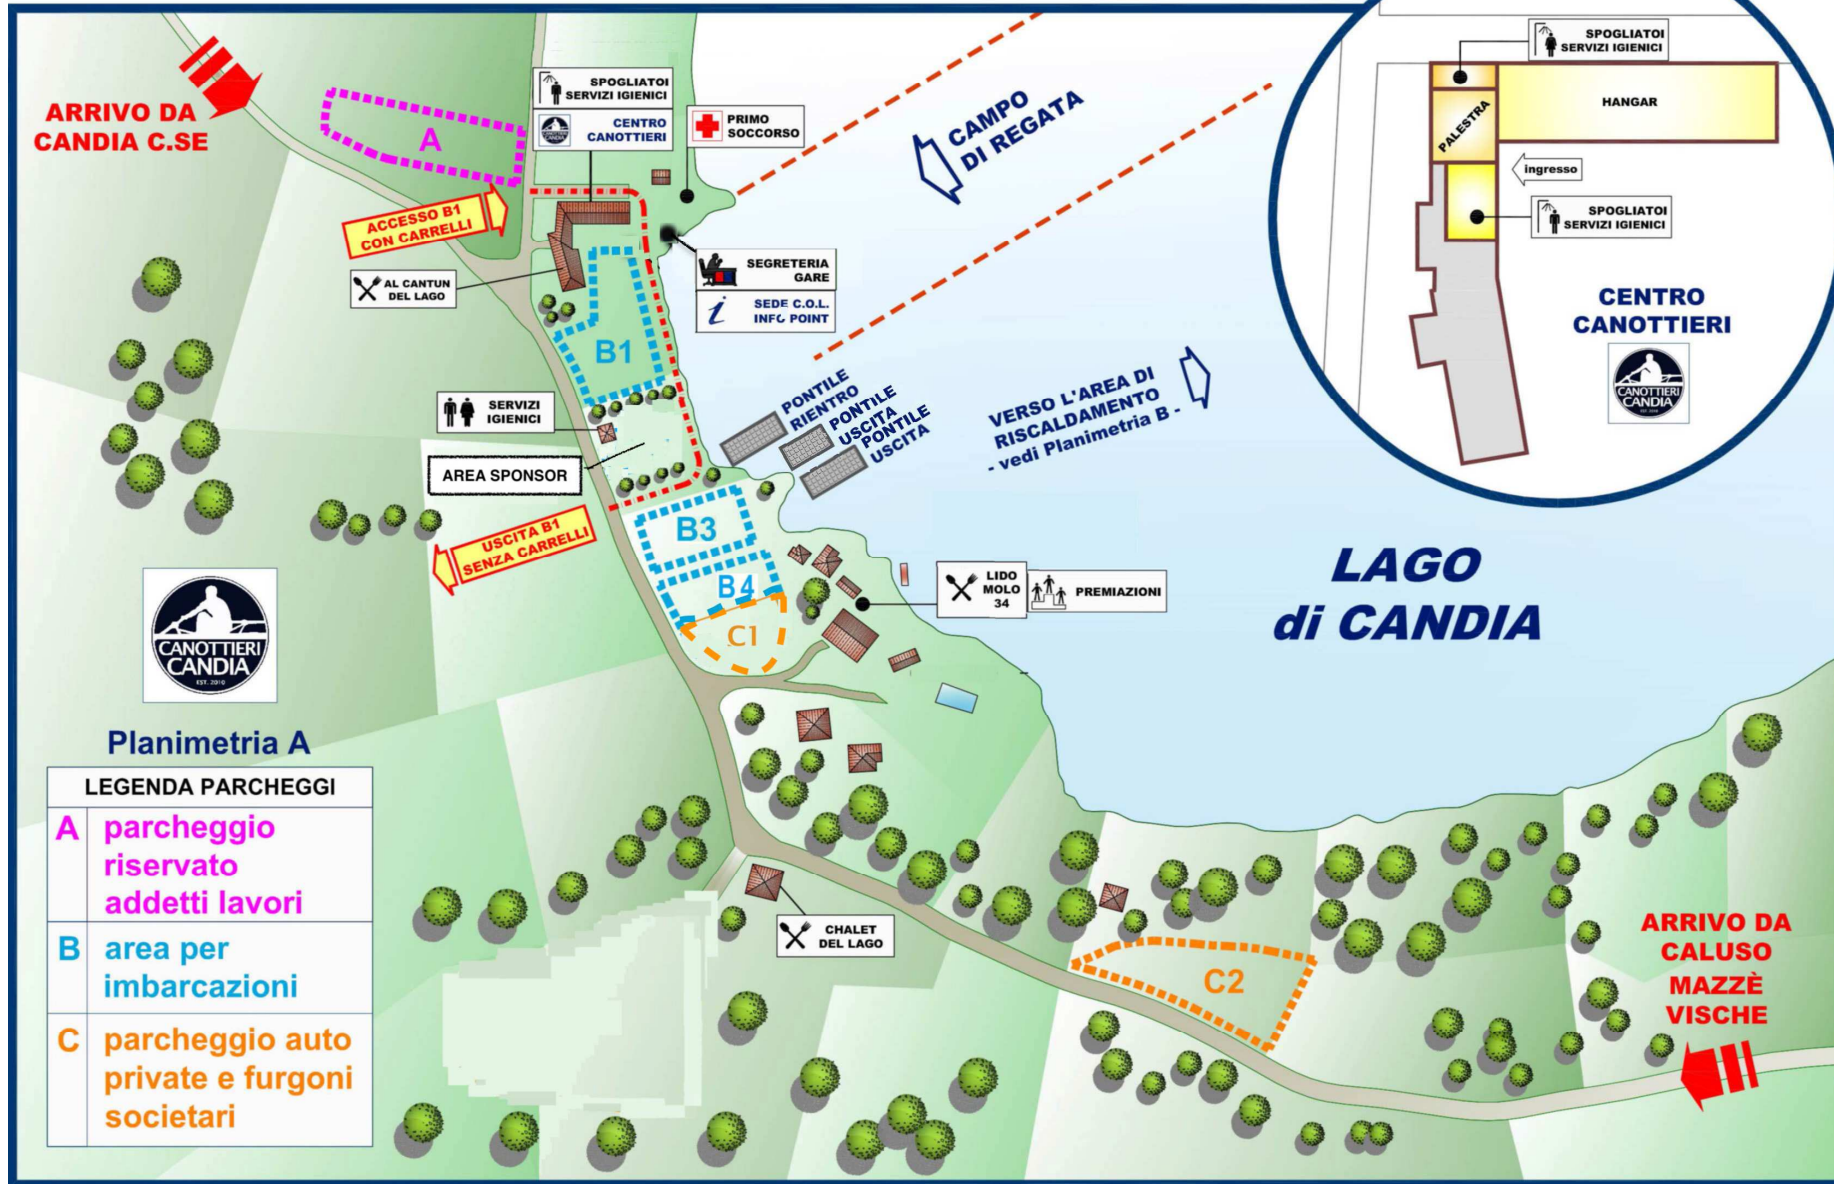 ARRIVO DA
CANDIA C.SE
A
SPOGLIATOI
SERVIZI IGIENICI
CENTRO
CANOTTIERI
PRIMO
SOCCORSO
CAMPO
DI REGATA
ACCESSO B1
CON CARRELLI
AL CANTUN
DEL LAGO
SEGRETERIA
GARE
SEDE C.O.L.
INFO POINT
B1
SERVIZI
IGIENICI
AREA SPONSOR
PONTILE
RIENTRO
PONTILE
USCITA
PONTILE
USCITA
VERSO L'AREA DI
RISCALDAMENTO
- vedi Planimetria B -
USCITA B1
SENZA CARRELLI
B3
B4
C1
LIDO
MOLO
34
PREMIAZIONI
LAGO
di CANDIA
SPOGLIATOI
SERVIZI IGIENICI
HANGAR
PALESTRA
ingresso
SPOGLIATOI
SERVIZI IGIENICI
CENTRO
CANOTTIERI
CANOTTIERI
CANDIA
CANOTTIERI
CANDIA
EST. 2010
Planimetria A
LEGENDA PARCHEGGI
A parcheggio
riservato
addetti lavori
B area per
imbarcazioni
C parcheggio auto
private e furgoni
societari
CHALET
DEL LAGO
C2
ARRIVO DA
CALUSO
MAZZÈ
VISCHE